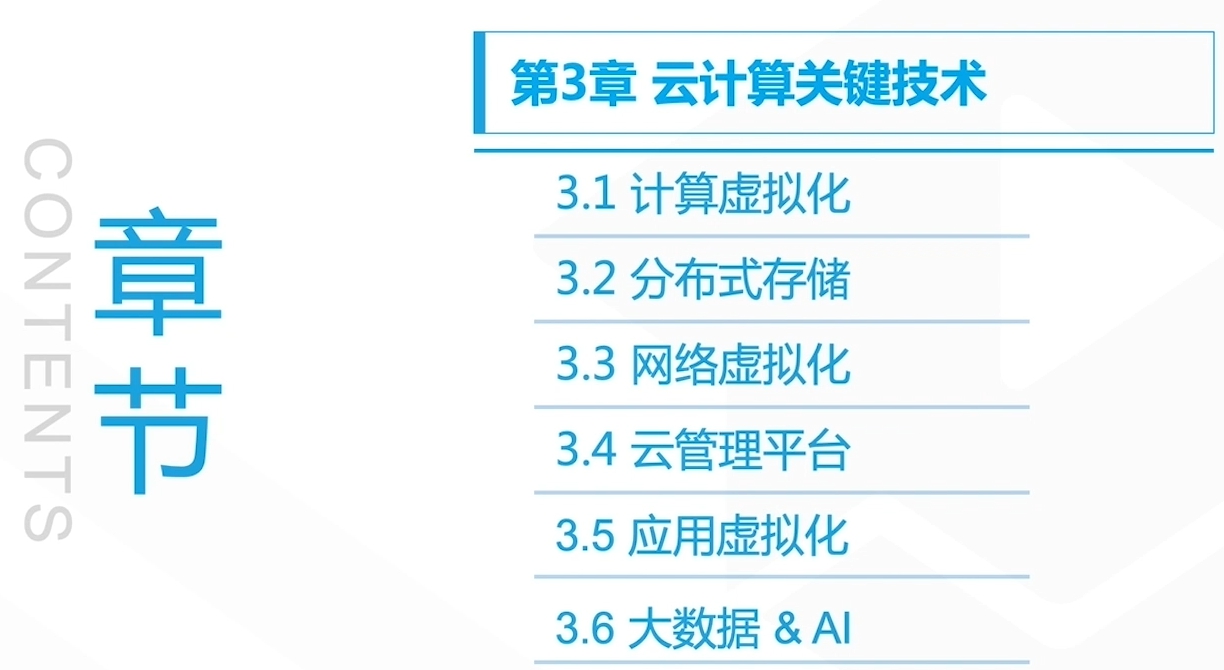 CONTENTS
章节
第3章 云计算关键技术
3.1 计算虚拟化
3.2 分布式存储
3.3 网络虚拟化
3.4 云管理平台
3.5 应用虚拟化
3.6 大数据 & AI